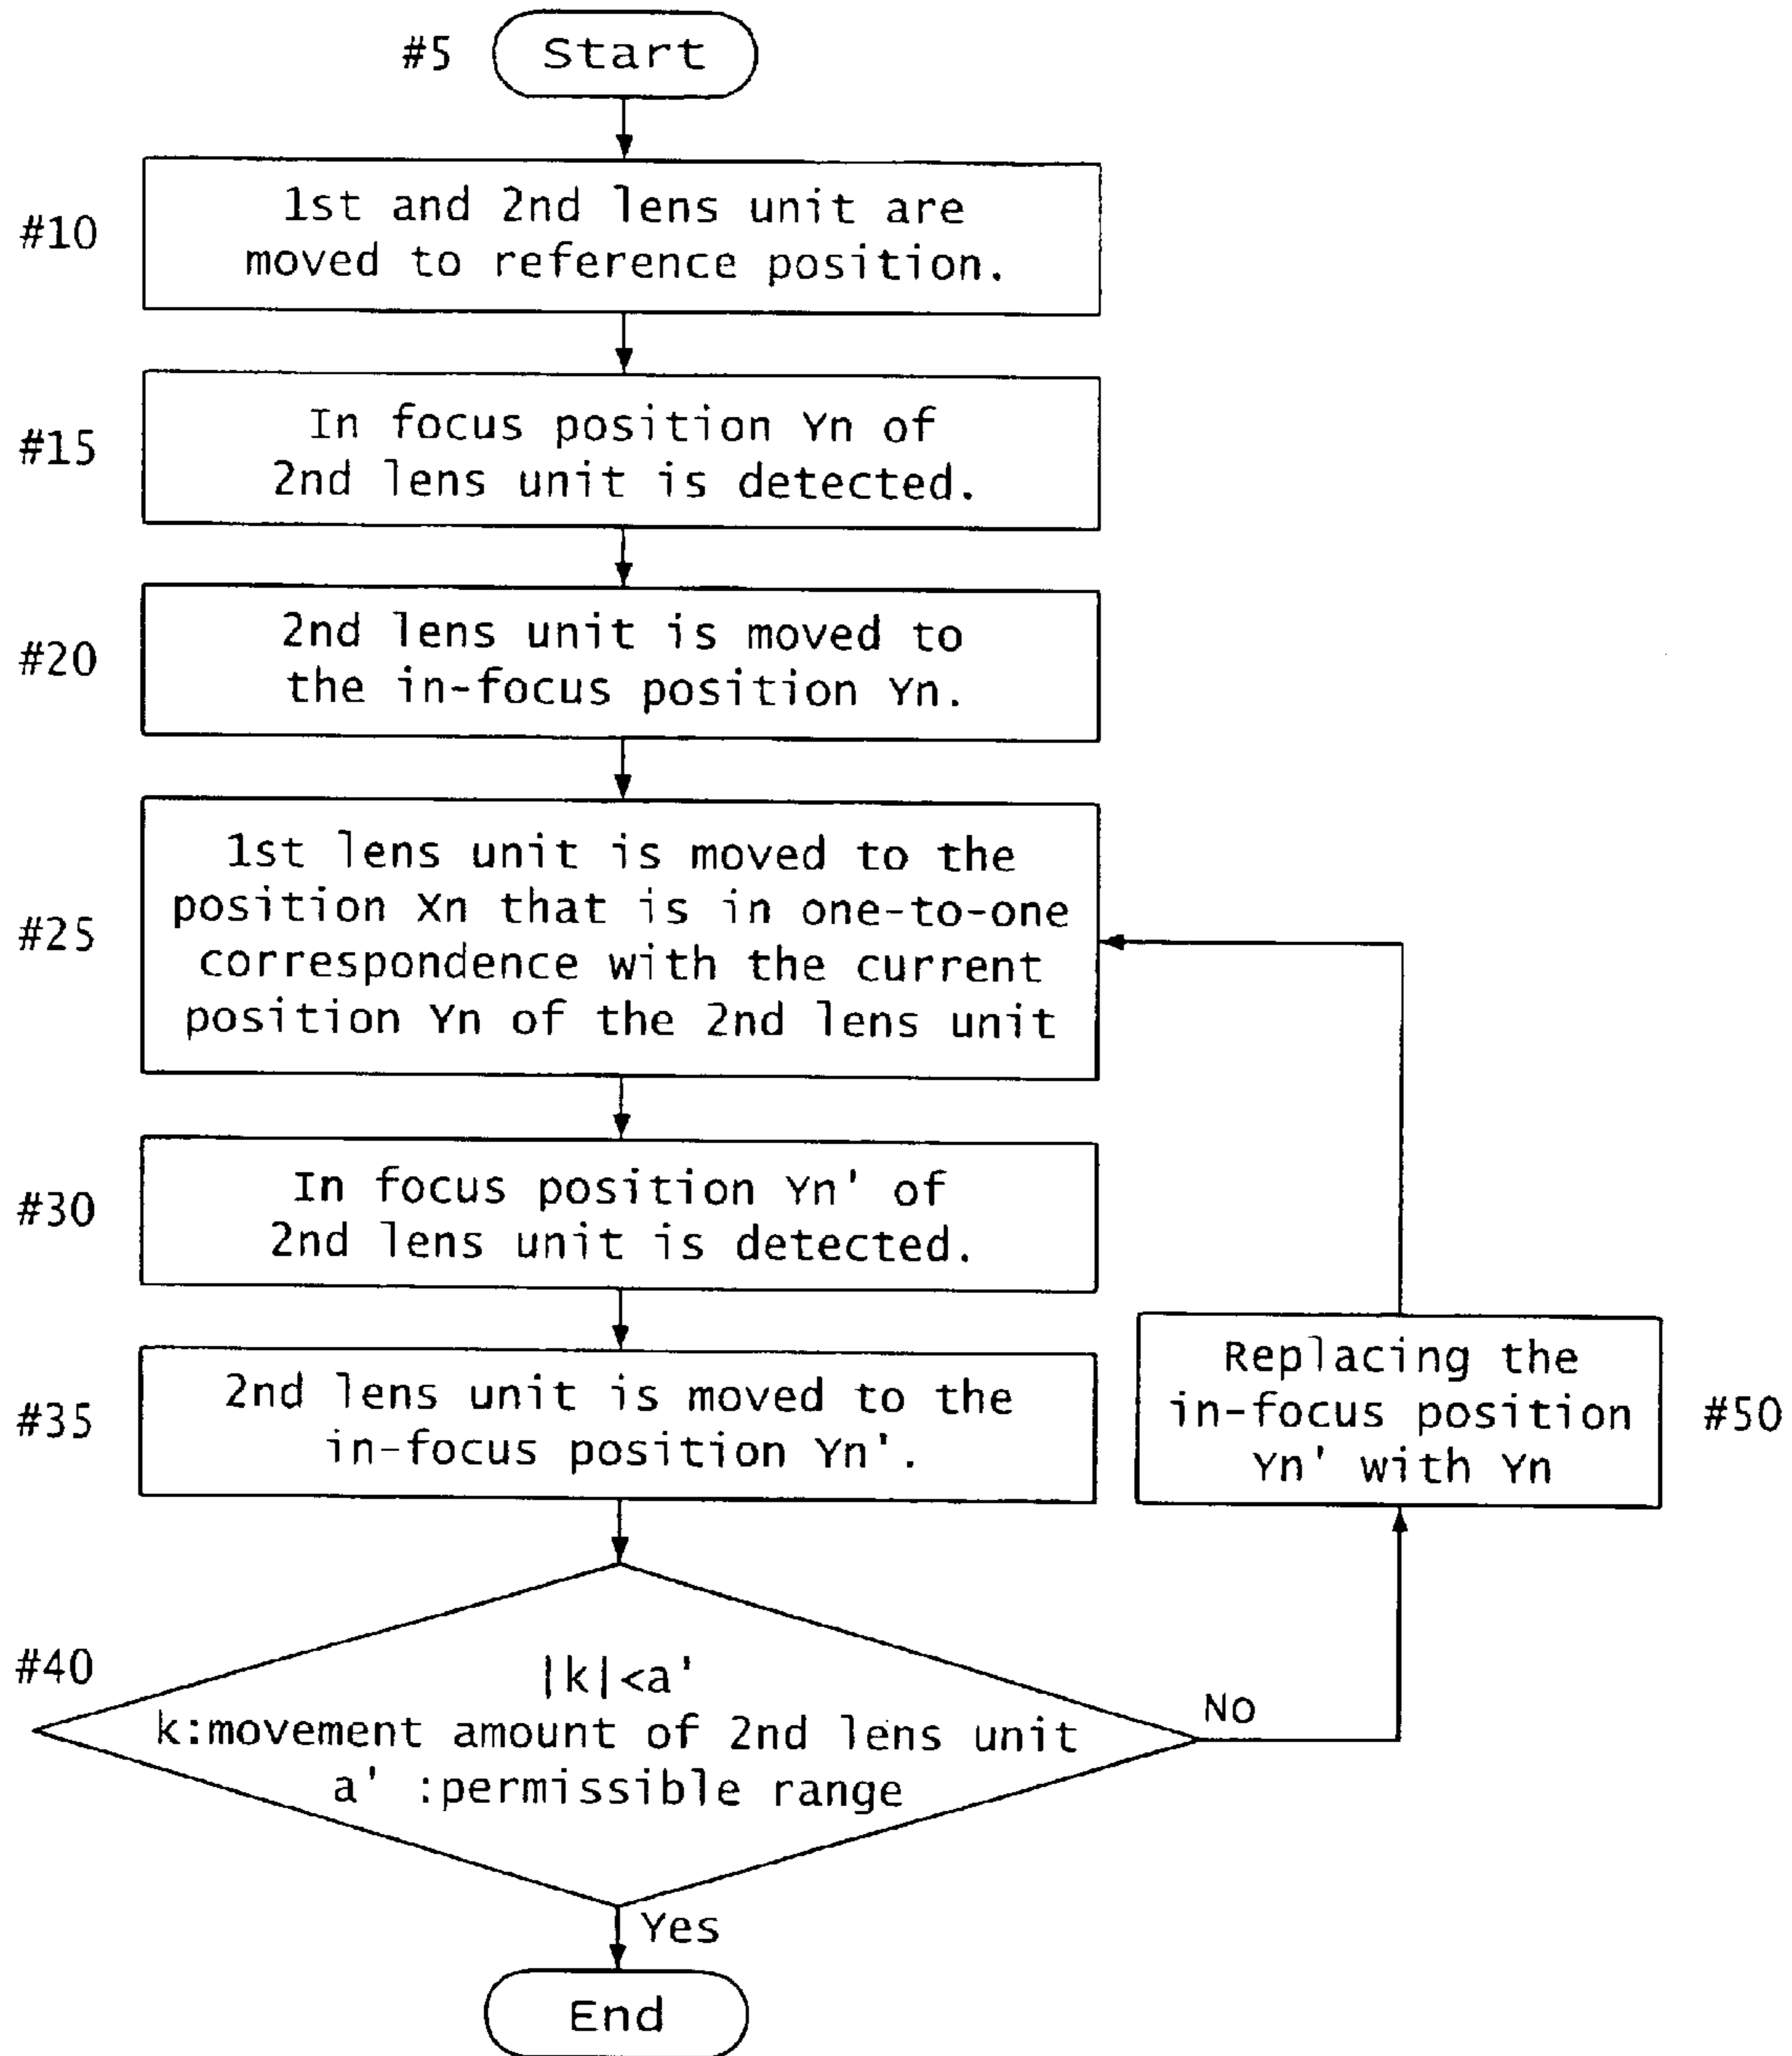 #5
Start
#10
1st and 2nd lens unit are
moved to reference position.
#15
In focus position Yn of
2nd lens unit is detected.
#20
2nd lens unit is moved to
the in-focus position Yn.
#25
1st lens unit is moved to the
position Xn that is in one-to-one
correspondence with the current
position Yn of the 2nd lens unit
#30
In focus position Yn' of
2nd lens unit is detected.
#35
2nd lens unit is moved to the
in-focus position Yn'.
Replacing the
in-focus position
Yn' with Yn
#50
#40
|k|<a'
k:movement amount of 2nd lens unit
a' :permissible range
No
Yes
End